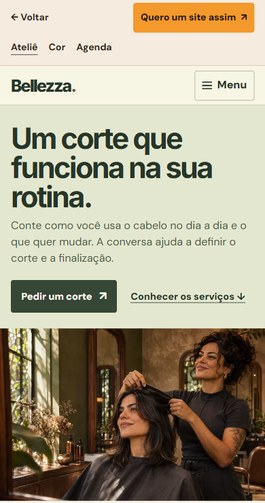 ← Voltar
Quero um site assim ↗
Ateliê Cor Agenda
Bellezza.
Menu
Um corte que
funciona na sua
rotina.
Conte como você usa o cabelo no dia a dia e o
que quer mudar. A conversa ajuda a definir o
corte e a finalização.
Pedir um corte ↗
Conhecer os serviços ↓